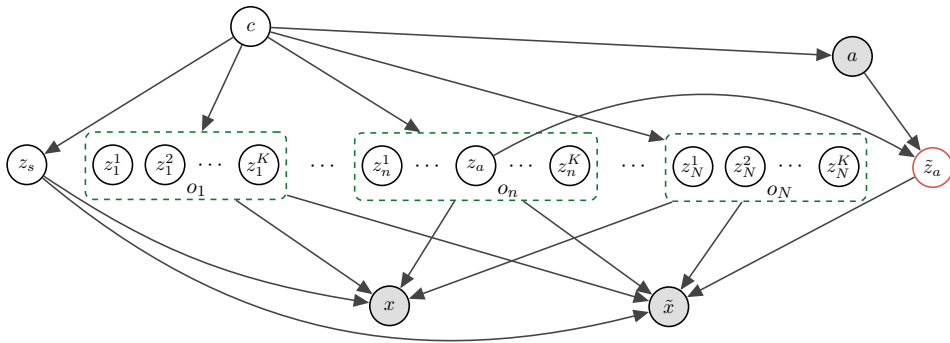 c
a
z_s
z_1^1 z_1^2 ··· z_1^K ··· z_n^1 ··· z_a ··· z_n^K ··· z_N^1 z_N^2 ··· z_N^K z̃_a
o_1 o_n o_N
x x̃